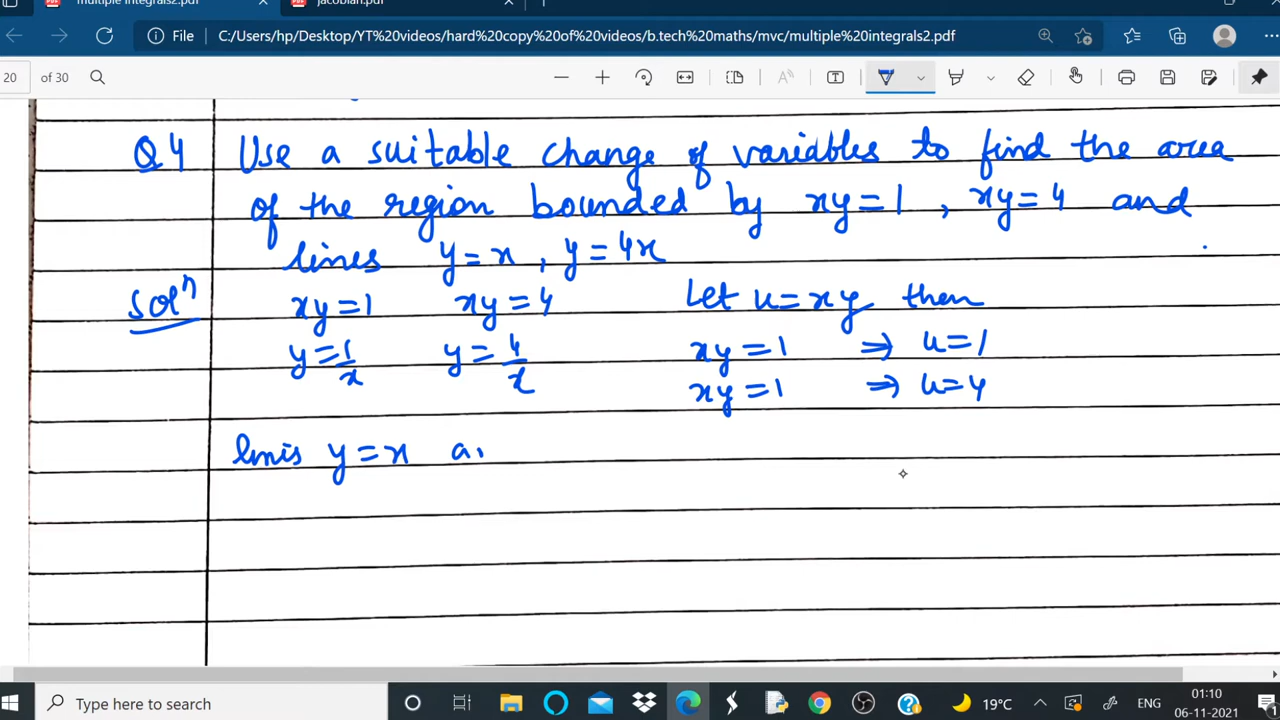 multiple integrals2.pdf
jacobian.pdf
File C:/Users/hp/Desktop/YT%20videos/hard%20copy%20of%20videos/b.tech%20maths/mvc/multiple%20integrals2.pdf
20 of 30
Q4 Use a suitable change of variables to find the area
of the region bounded by xy=1, xy=4 and
lines y=x, y=4x
Solⁿ xy=1 xy=4 Let u=xy then
y=1/x y=4/x xy=1 ⇒ u=1
xy=1 ⇒ u=4
lines y=x
Type here to search
19°C
ENG
01:10
06-11-2021